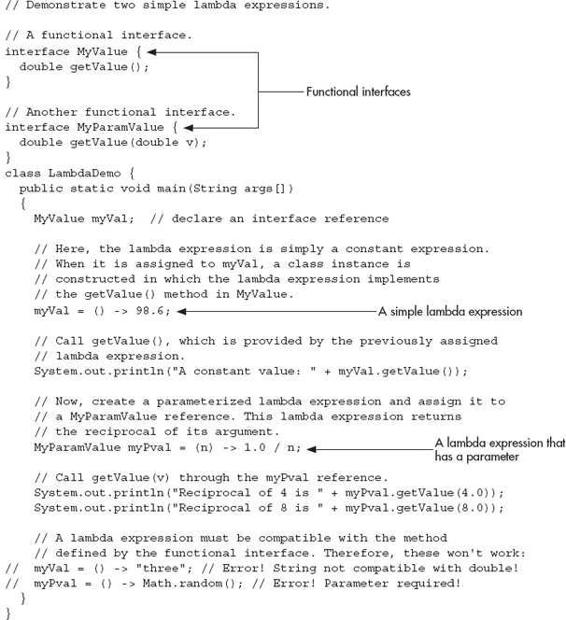 // Demonstrate two simple lambda expressions.
// A functional interface.
interface MyValue {
double getValue();
}
Functional interfaces
// Another functional interface.
interface MyParamValue {
double getValue(double v);
}
class LambdaDemo {
public static void main(String args[])
{
MyValue myVal;  // declare an interface reference
// Here, the lambda expression is simply a constant expression.
// When it is assigned to myVal, a class instance is
// constructed in which the lambda expression implements
// the getValue() method in MyValue.
myVal = () -> 98.6;
A simple lambda expression
// Call getValue(), which is provided by the previously assigned
// lambda expression.
System.out.println("A constant value: " + myVal.getValue());
// Now, create a parameterized lambda expression and assign it to
// a MyParamValue reference. This lambda expression returns
// the reciprocal of its argument.
MyParamValue myPval = (n) -> 1.0 / n;
A lambda expression that
has a parameter
// Call getValue(v) through the myPval reference.
System.out.println("Reciprocal of 4 is " + myPval.getValue(4.0));
System.out.println("Reciprocal of 8 is " + myPval.getValue(8.0));
// A lambda expression must be compatible with the method
// defined by the functional interface. Therefore, these won't work:
//  myVal = () -> "three"; // Error! String not compatible with double!
//  myPval = () -> Math.random(); // Error! Parameter required!
}
}